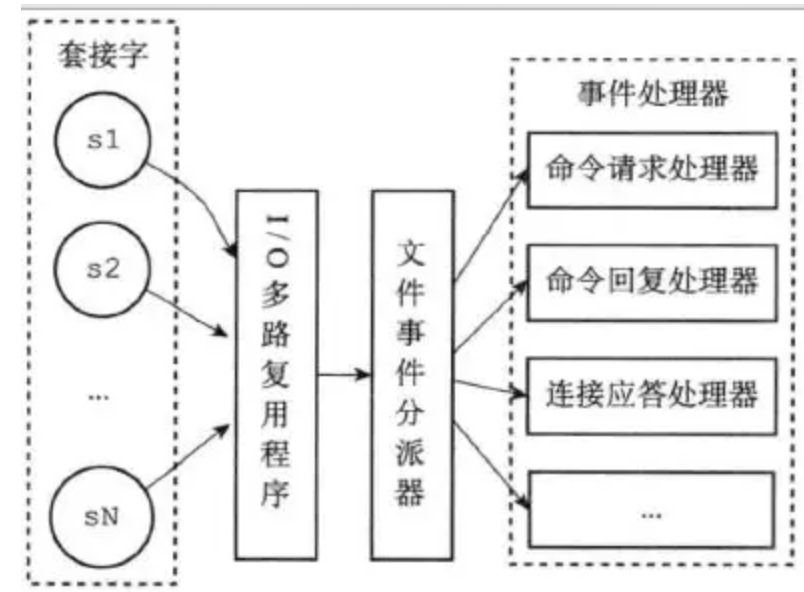 套接字
s1
s2
...
sN
I/O多路复用程序
文件事件分派器
事件处理器
命令请求处理器
命令回复处理器
连接应答处理器
...